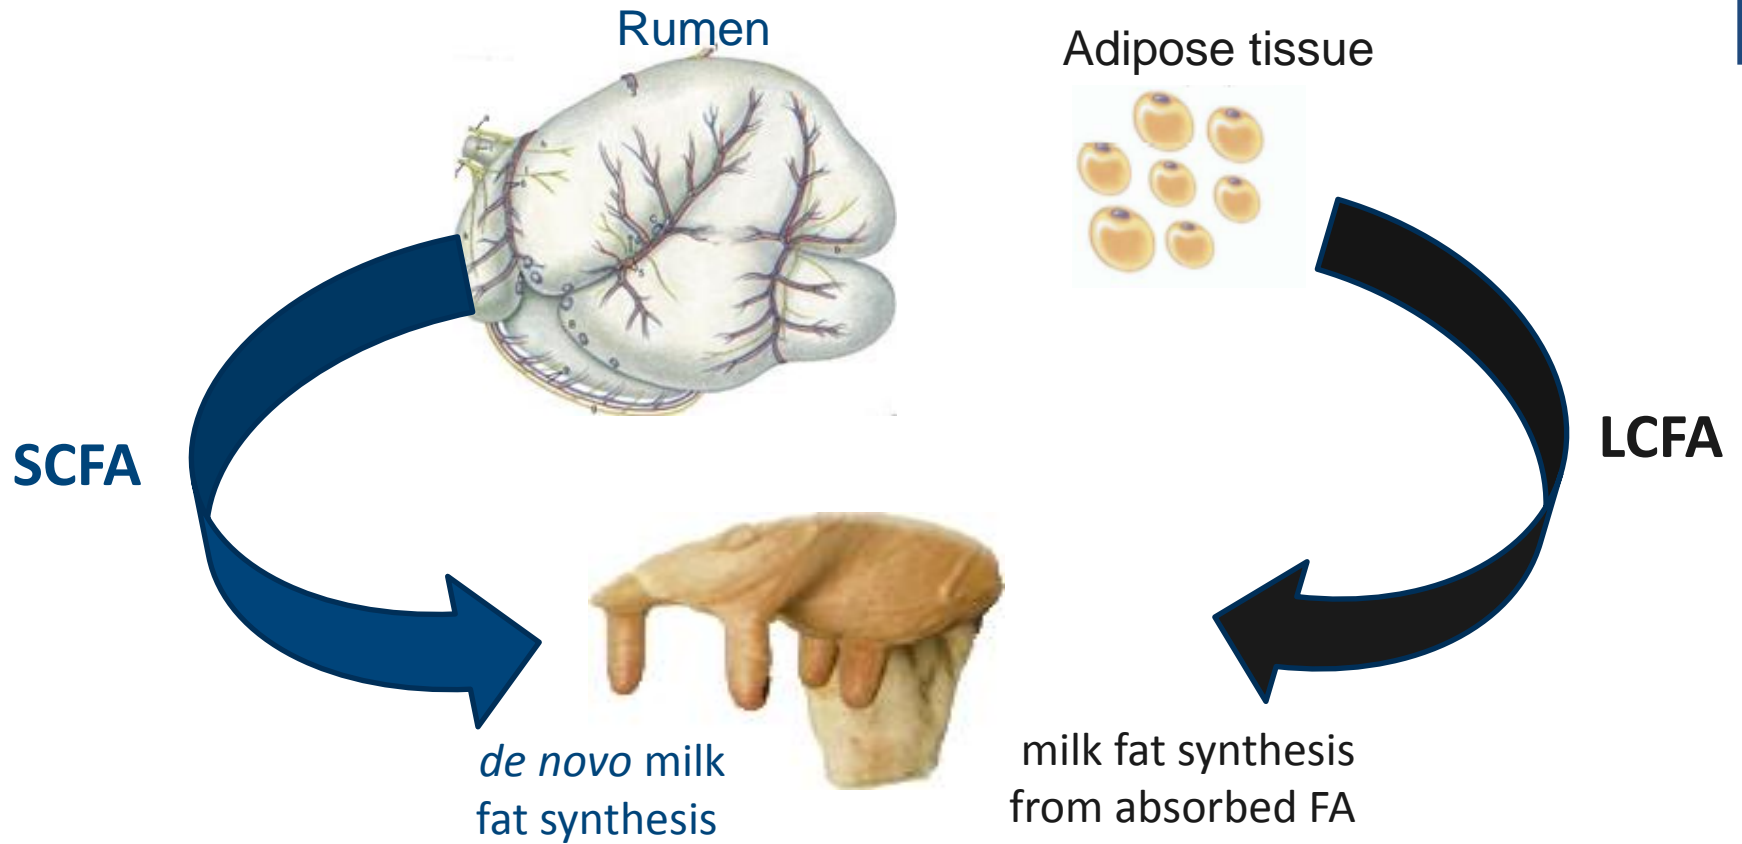 Rumen
Adipose tissue
SCFA
LCFA
de novo milk
fat synthesis
milk fat synthesis
from absorbed FA